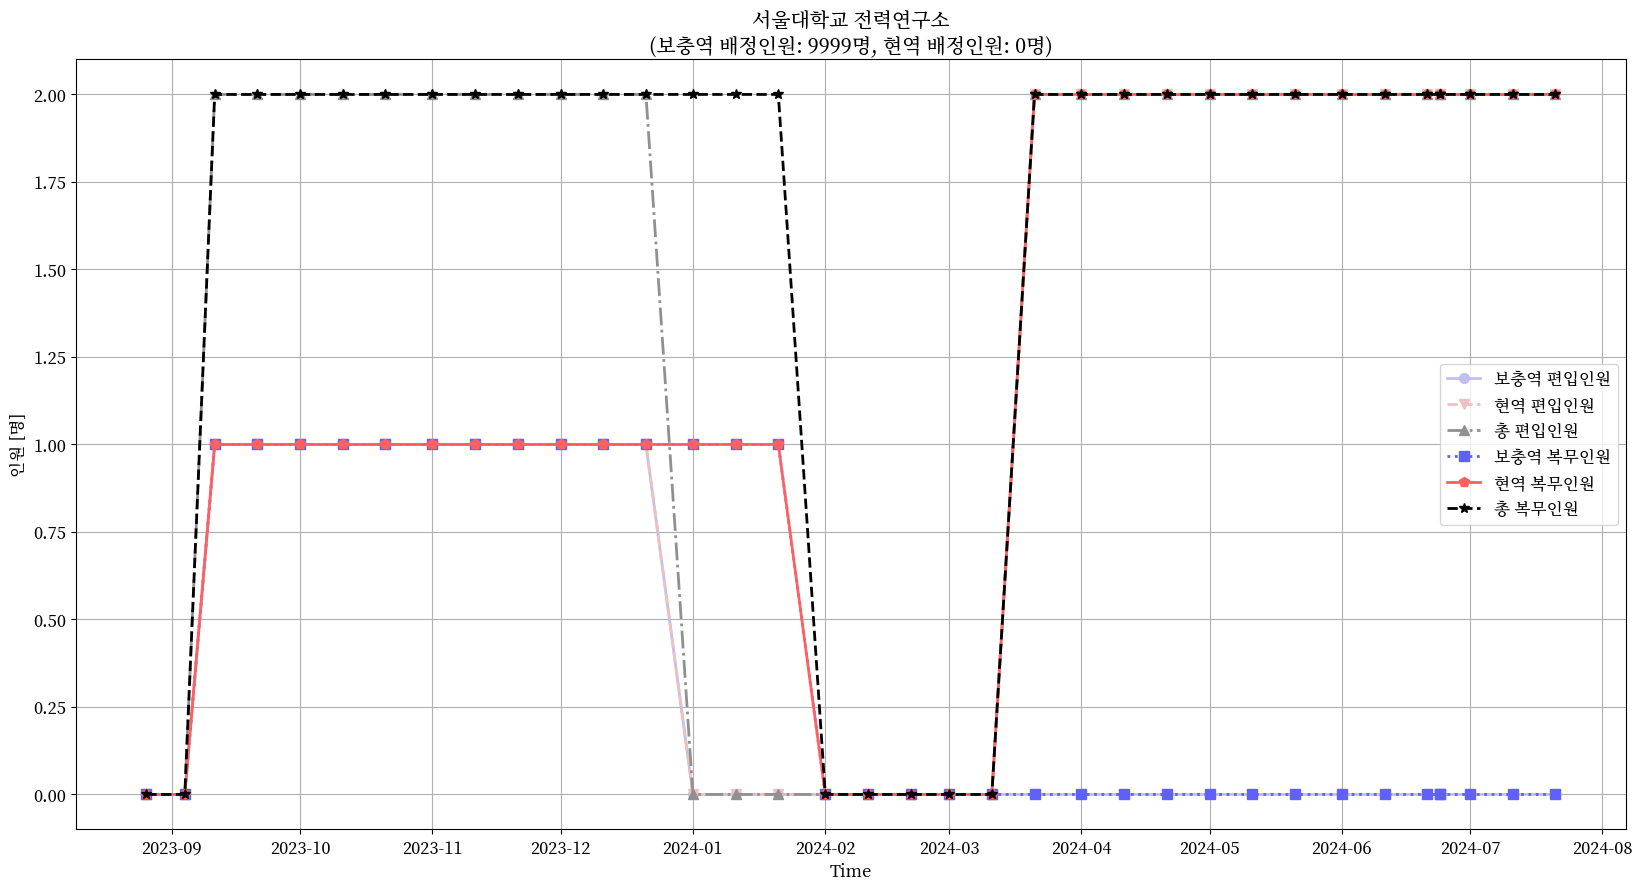 서울대학교 전력연구소
(보충역 배정인원: 9999명, 현역 배정인원: 0명)
2.00
1.75
1.50
1.25
1.00
0.75
0.50
0.25
0.00
인원 [명]
보충역 편입인원
현역 편입인원
총 편입인원
보충역 복무인원
현역 복무인원
총 복무인원
2023-09 2023-10 2023-11 2023-12 2024-01 2024-02 2024-03 2024-04 2024-05 2024-06 2024-07 2024-08
Time